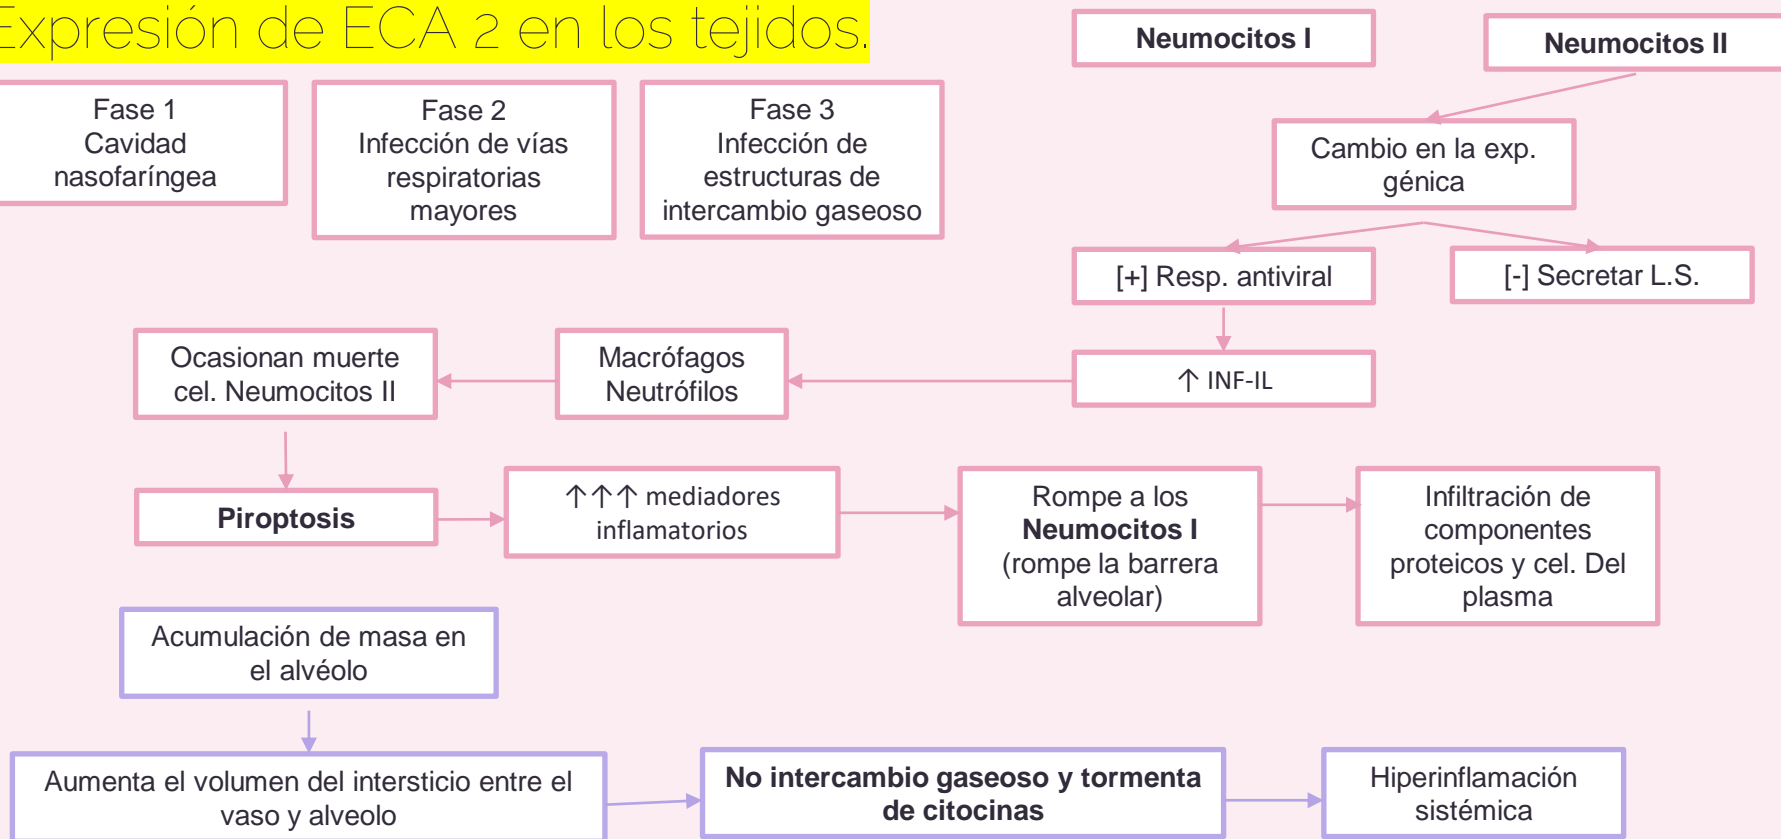 Expresión de ECA 2 en los tejidos.
Neumocitos I
Neumocitos II
Fase 1
Cavidad
nasofaríngea
Fase 2
Infección de vías
respiratorias
mayores
Fase 3
Infección de
estructuras de
intercambio gaseoso
Cambio en la exp.
génica
[+] Resp. antiviral
[-] Secretar L.S.
↑ INF-IL
Macrófagos
Neutrófilos
Ocasionan muerte
cel. Neumocitos II
Piroptosis
↑↑↑ mediadores
inflamatorios
Rompe a los
Neumocitos I
(rompe la barrera
alveolar)
Infiltración de
componentes
proteicos y cel. Del
plasma
Acumulación de masa en
el alvéolo
Aumenta el volumen del intersticio entre el
vaso y alveolo
No intercambio gaseoso y tormenta
de citocinas
Hiperinflamación
sistémica